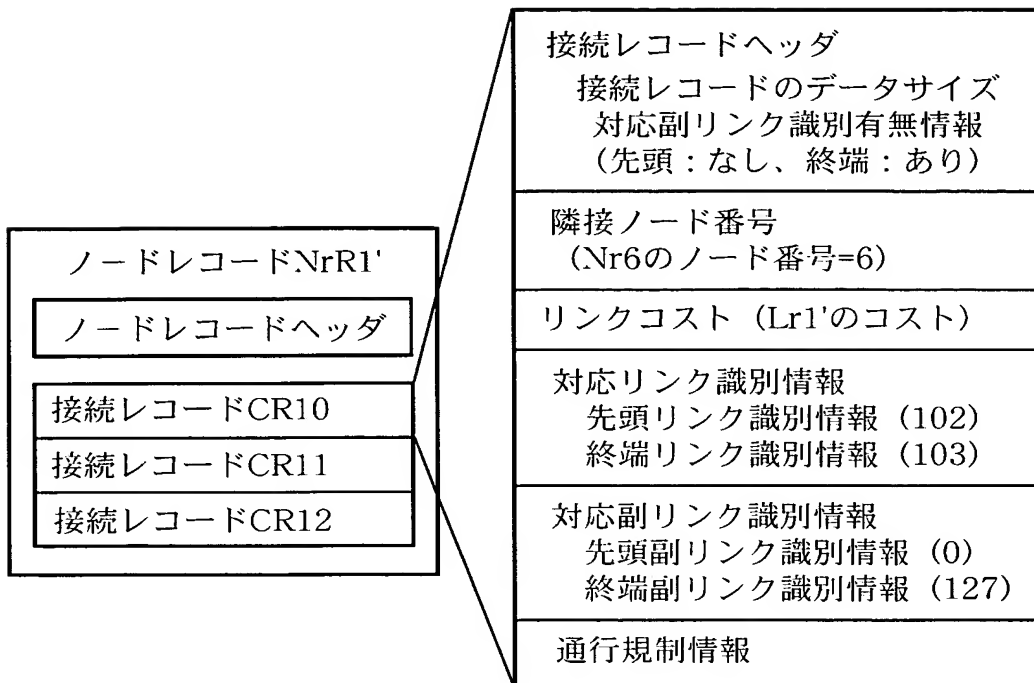 ノードレコードNrR1'
ノードレコードヘッダ
接続レコードCR10
接続レコードCR11
接続レコードCR12
接続レコードヘッダ
接続レコードのデータサイズ
対応副リンク識別有無情報
(先頭：なし、終端：あり)
隣接ノード番号
(Nr6のノード番号=6)
リンクコスト (Lr1'のコスト)
対応リンク識別情報
先頭リンク識別情報 (102)
終端リンク識別情報 (103)
対応副リンク識別情報
先頭副リンク識別情報 (0)
終端副リンク識別情報 (127)
通行規制情報